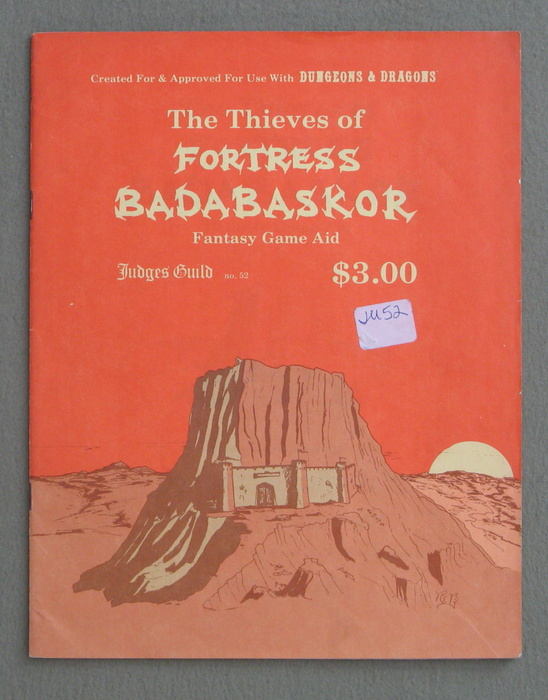 Created For & Approved For Use With DUNGEONS & DRAGONS
The Thieves of
FORTRESS
BADABASKOR
Fantasy Game Aid
Judges Guild no. 52 $3.00
JG52